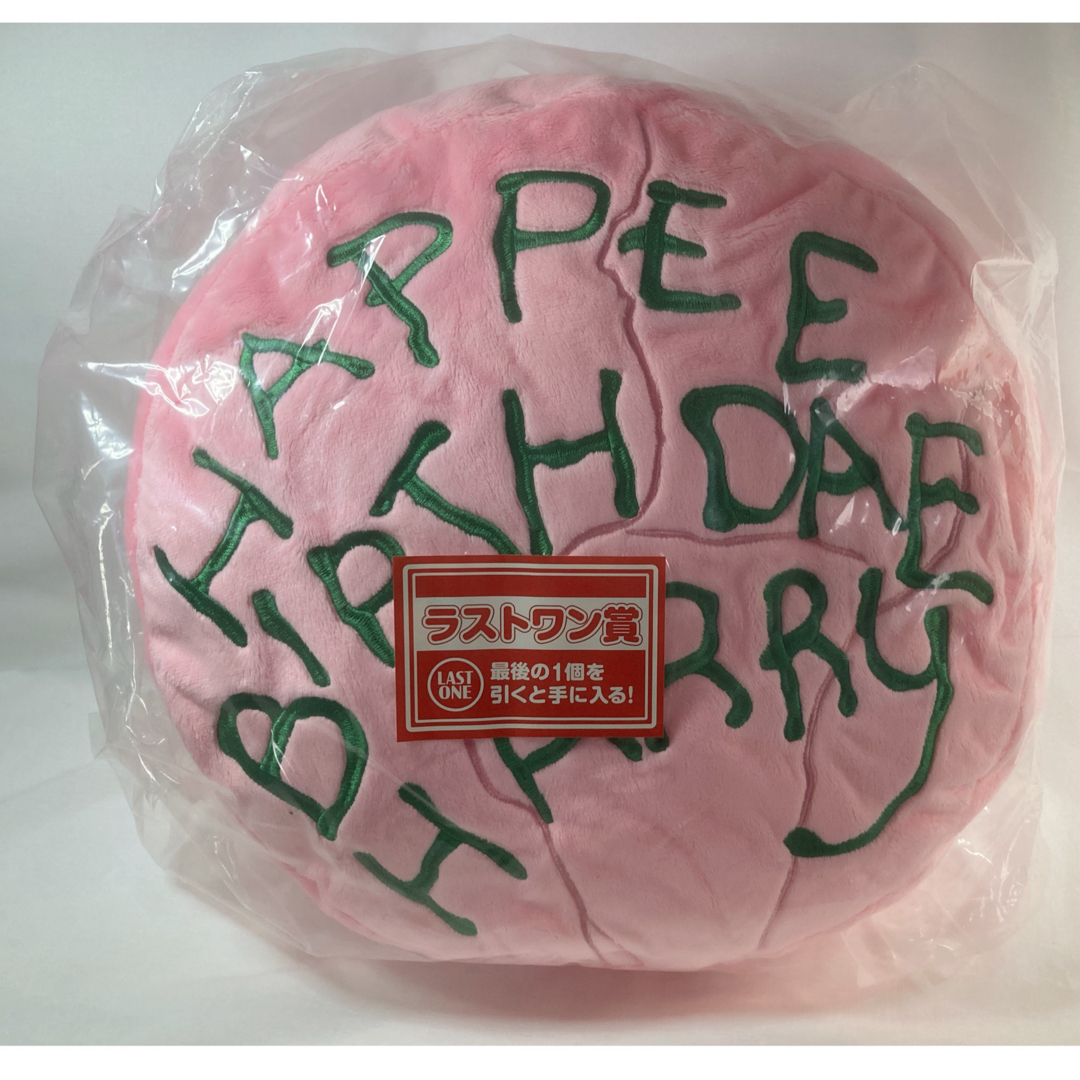 HAPPEE
BIRTHDAE
HARRY
ラストワン賞
LAST
ONE
最後の1個を
引くと手に入る!